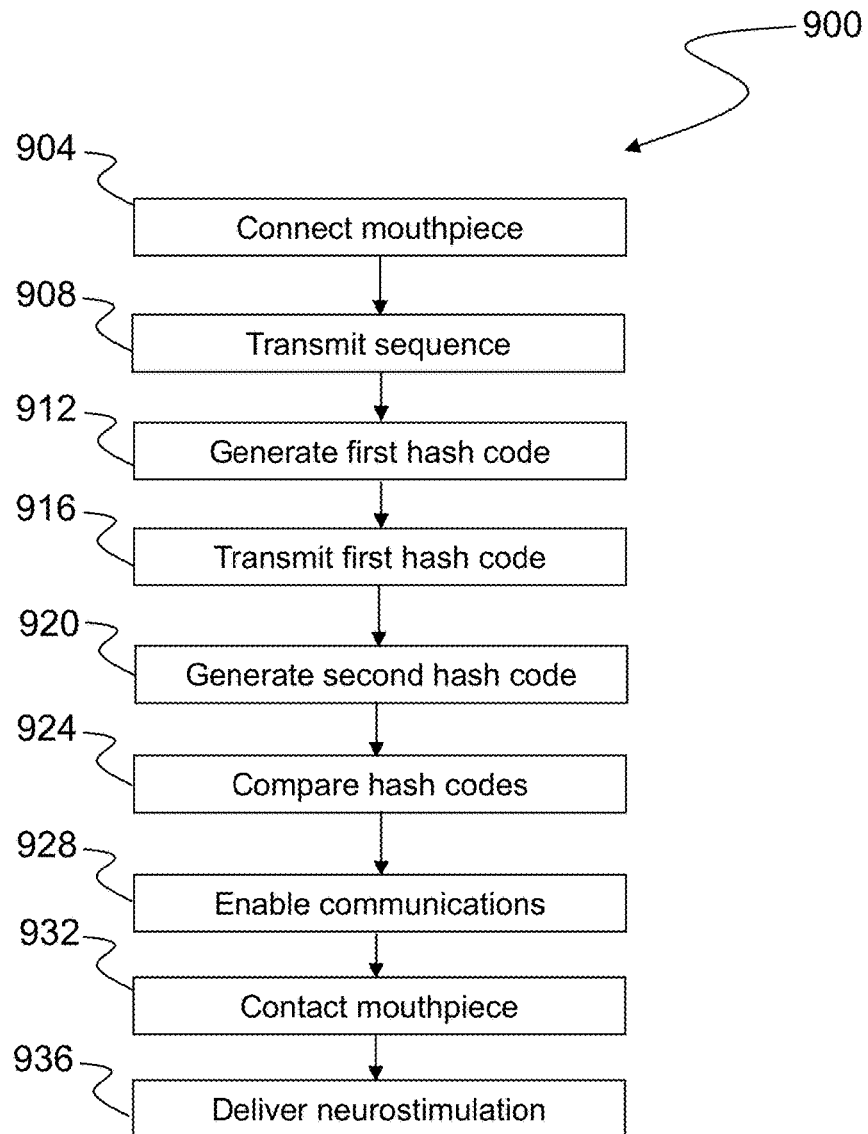 900
904
Connect mouthpiece
908
Transmit sequence
912
Generate first hash code
916
Transmit first hash code
920
Generate second hash code
924
Compare hash codes
928
Enable communications
932
Contact mouthpiece
936
Deliver neurostimulation